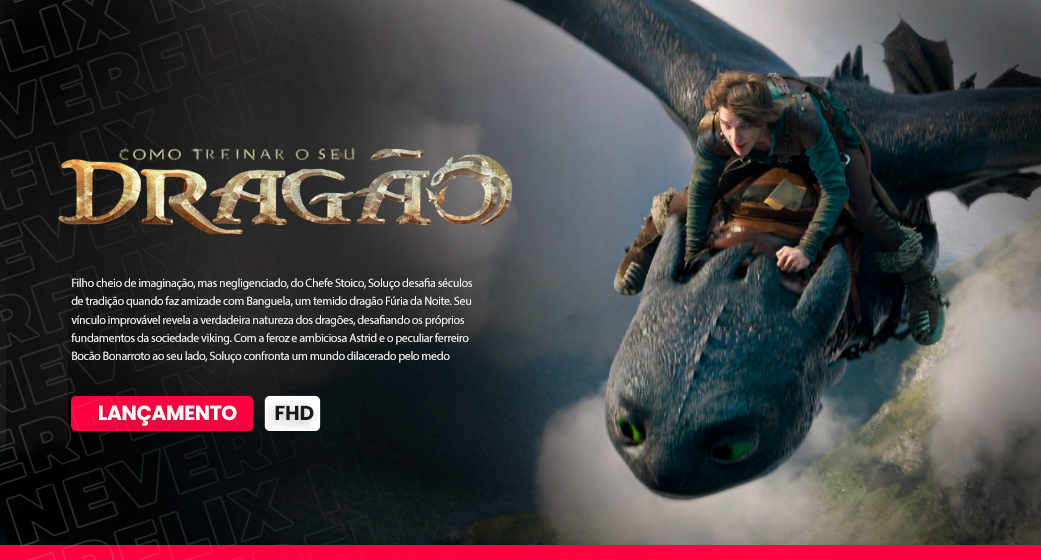 COMO TREINAR O SEU
DRAGÃO
Filho cheio de imaginação, mas negligenciado, do Chefe Stoico, Soluço desafia séculos
de tradição quando faz amizade com Banguela, um temido dragão Fúria da Noite. Seu
vínculo improvável revela a verdadeira natureza dos dragões, desafiando os próprios
fundamentos da sociedade viking. Com a feroz e ambiciosa Astrid e o peculiar ferreiro
Bocão Bonarroto ao seu lado, Soluço confronta um mundo dilacerado pelo medo
LANÇAMENTO
FHD
NEVERFLIX